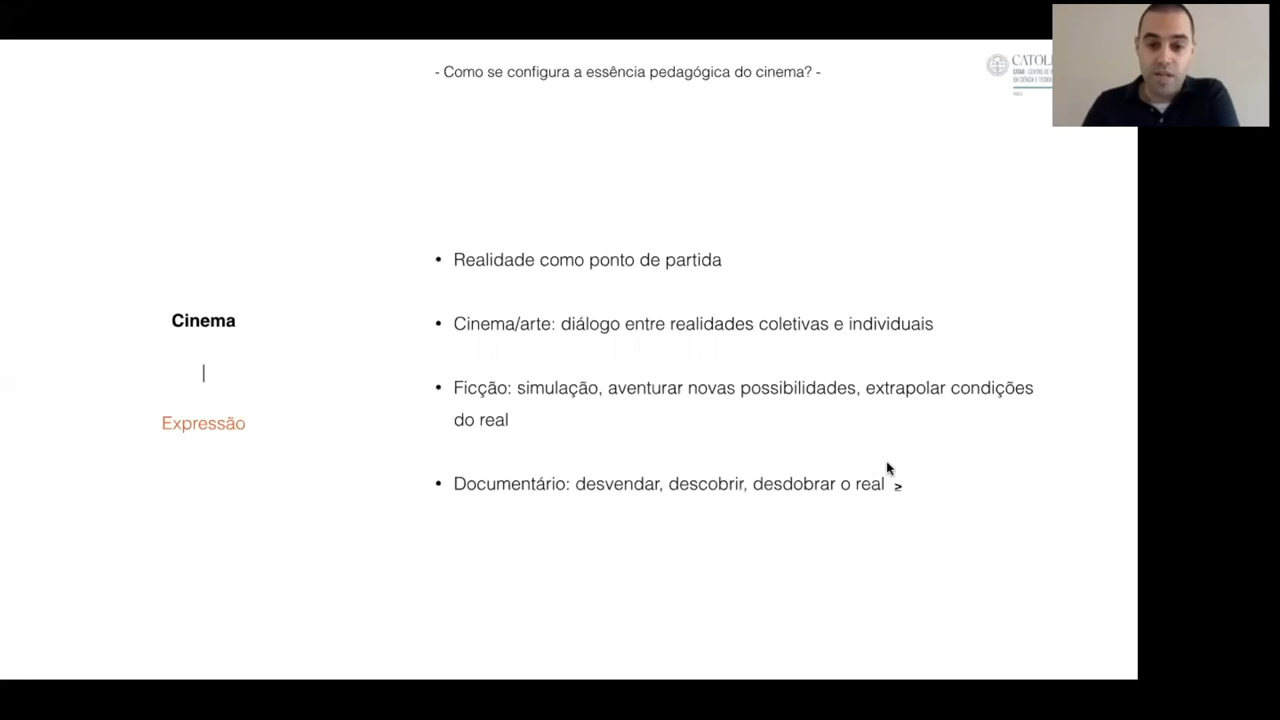 - Como se configura a essência pedagógica do cinema? -
Cinema
|
Expressão
• Realidade como ponto de partida
• Cinema/arte: diálogo entre realidades coletivas e individuais
• Ficção: simulação, aventurar novas possibilidades, extrapolar condições
do real
• Documentário: desvendar, descobrir, desdobrar o real ≥